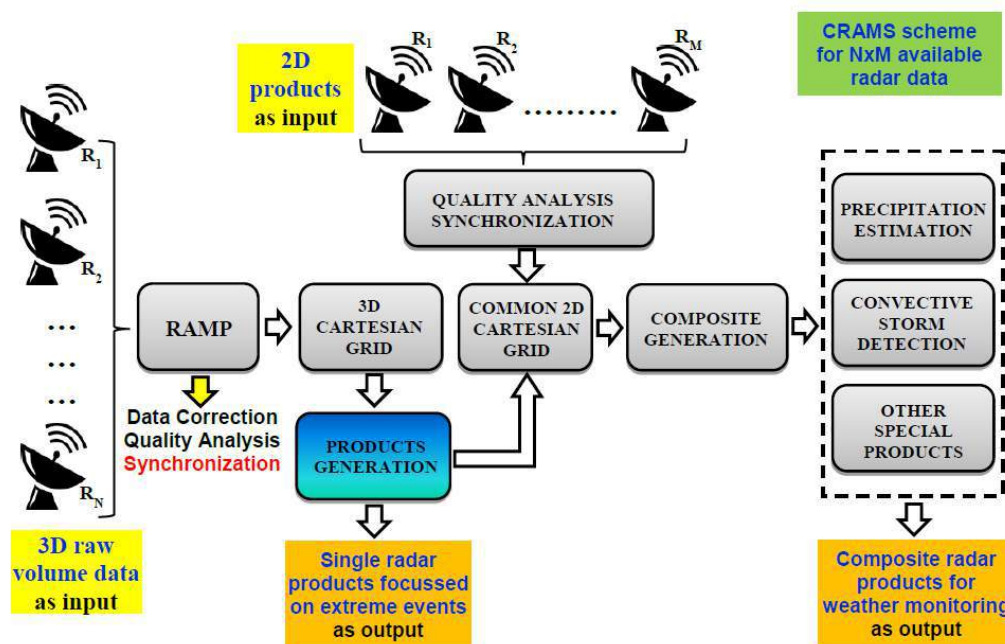 2D
products
as input
R1
R2
RM
.........
CRAMS scheme
for NxM available
radar data
R1
R2
...
...
...
RN
3D raw
volume data
as input
RAMP
Data Correction
Quality Analysis
Synchronization
3D
CARTESIAN
GRID
PRODUCTS
GENERATION
Single radar
products focussed
on extreme events
as output
QUALITY ANALYSIS
SYNCHRONIZATION
COMMON 2D
CARTESIAN
GRID
COMPOSITE
GENERATION
PRECIPITATION
ESTIMATION
CONVECTIVE
STORM
DETECTION
OTHER
SPECIAL
PRODUCTS
Composite radar
products for
weather monitoring
as output